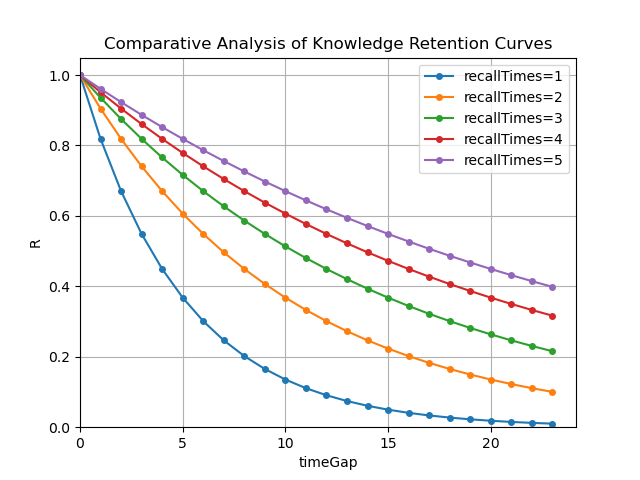 Comparative Analysis of Knowledge Retention Curves
1.0
0.8
0.6
0.4
0.2
0.0
R
recallTimes=1
recallTimes=2
recallTimes=3
recallTimes=4
recallTimes=5
0 5 10 15 20
timeGap